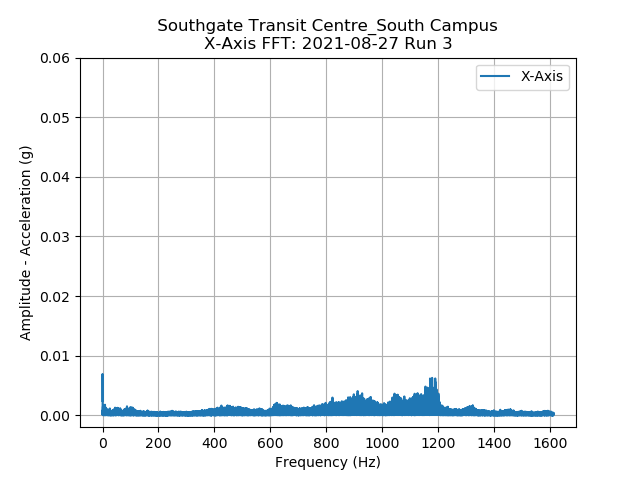 Southgate Transit Centre_South Campus
X-Axis FFT: 2021-08-27 Run 3
X-Axis
0.06
0.05
0.04
0.03
0.02
0.01
0.00
Amplitude - Acceleration (g)
0 200 400 600 800 1000 1200 1400 1600
Frequency (Hz)